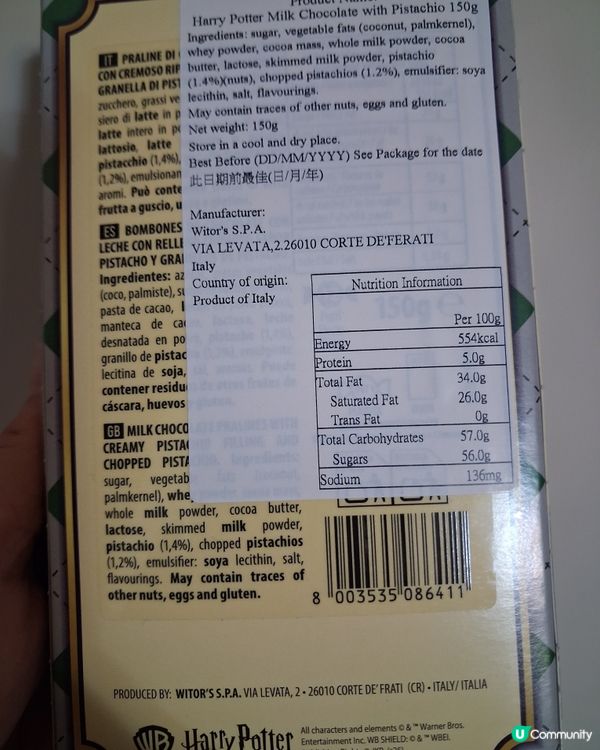 Harry Potter Milk Chocolate with Pistachio 150g
Ingredients: sugar, vegetable fats (coconut, palmkernel),
whey powder, cocoa mass, whole milk powder, cocoa
butter, lactose, skimmed milk powder, pistachio
(1.4%)(nuts), chopped pistachios (1.2%), emulsifier: soya
lecithin, salt, flavourings.
May contain traces of other nuts, eggs and gluten.
Net weight: 150g
Store in a cool and dry place.
Best Before (DD/MM/YYYY) See Package for the date
此日期前最佳(日/月/年)
Manufacturer:
Witor's S.P.A.
VIA LEVATA,2.26010 CORTE DE'FERATI
Italy
Country of origin:
Product of Italy
Nutrition Information
Per 100g
Energy 554kcal
Protein 5.0g
Total Fat 34.0g
Saturated Fat 26.0g
Trans Fat 0g
Total Carbohydrates 57.0g
Sugars 56.0g
Sodium 136mg
IT PRALINE DI
CON CREMOSO RIP
GRANELLA DI PIST
zucchero, grassi ve
siero di latte in p
latte intero in po
lattosio, latte
pistacchio (1,4%),
(1,2%), emulsionan
aromi. Può conte
frutta a guscio, u
ES BOMBONES
LECHE CON RELLE
PISTACHO Y GRA
Ingredientes: az
(coco, palmiste), su
pasta de cacao,
manteca de cac
desnatada en po
granillo de pistac
lecitina de soja,
contener residu
cáscara, huevos
GB MILK CHOCOLATE PRALINES WITH
CREAMY PISTACHIO FILLING AND
CHOPPED PISTA
sugar, vegetab
palmkernel), whe
whole milk powder, cocoa butter,
lactose, skimmed milk powder,
pistachio (1,4%), chopped pistachios
(1,2%), emulsifier: soya lecithin, salt,
flavourings. May contain traces of
other nuts, eggs and gluten.
150g e
8 003535 086411
PRODUCED BY: WITOR'S S.P.A. VIA LEVATA, 2 • 26010 CORTE DE' FRATI (CR) • ITALY/ ITALIA
WB Harry Potter
All characters and elements © & ™ Warner Bros.
Entertainment Inc. WB SHIELD: © & ™ WBEI.
U Community